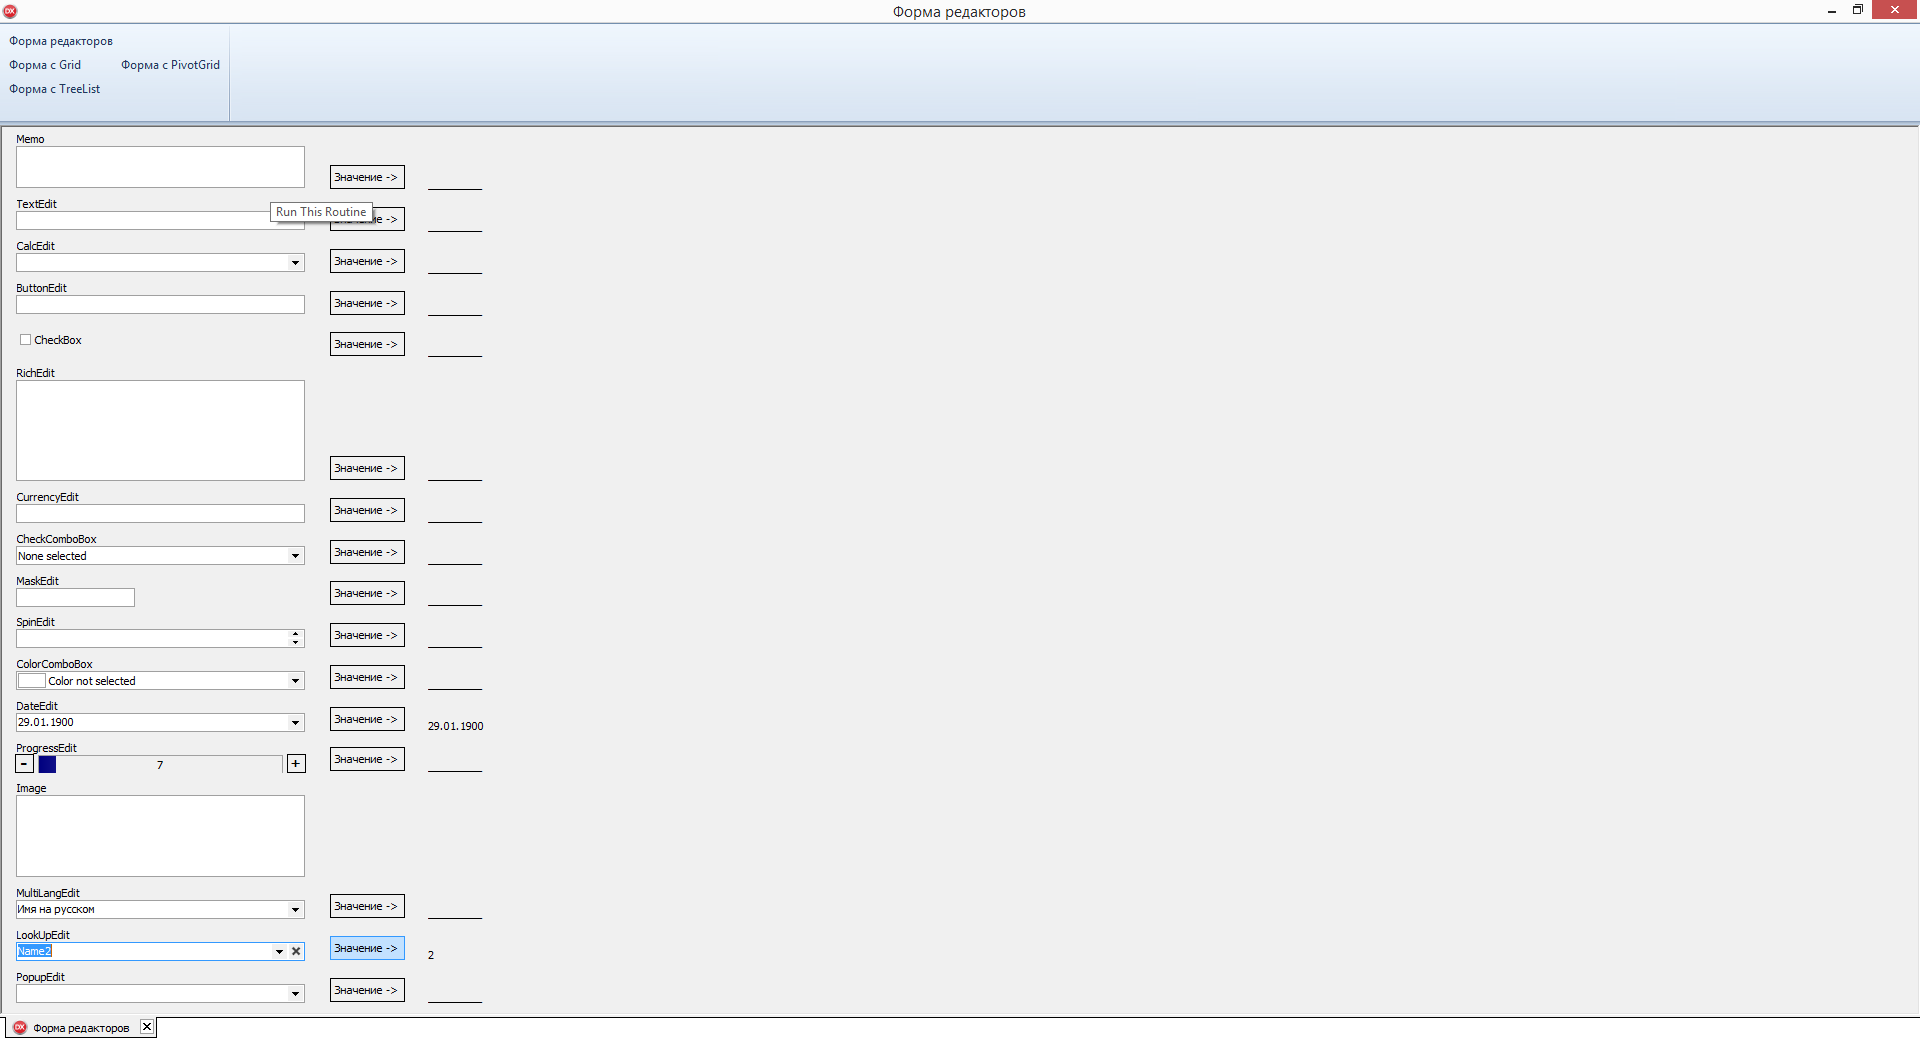 Форма редакторов
Форма редакторов
Форма с Grid
Форма с PivotGrid
Форма с TreeList
Memo
Значение ->
TextEdit
Run This Routine
CalcEdit
Значение ->
ButtonEdit
Значение ->
CheckBox
Значение ->
RichEdit
Значение ->
CurrencyEdit
Значение ->
CheckComboBox
None selected
Значение ->
MaskEdit
Значение ->
SpinEdit
Значение ->
ColorComboBox
Color not selected
Значение ->
DateEdit
29.01.1900
Значение ->
29.01.1900
ProgressEdit
- 7 +
Значение ->
Image
MultiLangEdit
Имя на русском
Значение ->
LookUpEdit
Name2
Значение ->
2
PopupEdit
Значение ->
DX Форма редакторов